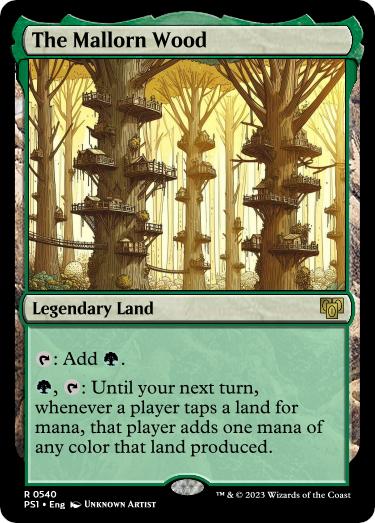 The Mallorn Wood
Legendary Land
: Add .
, : Until your next turn,
whenever a player taps a land for
mana, that player adds one mana of
any color that land produced.
R 0540
PS1 • Eng Unknown Artist
™ & © 2023 Wizards of the Coast